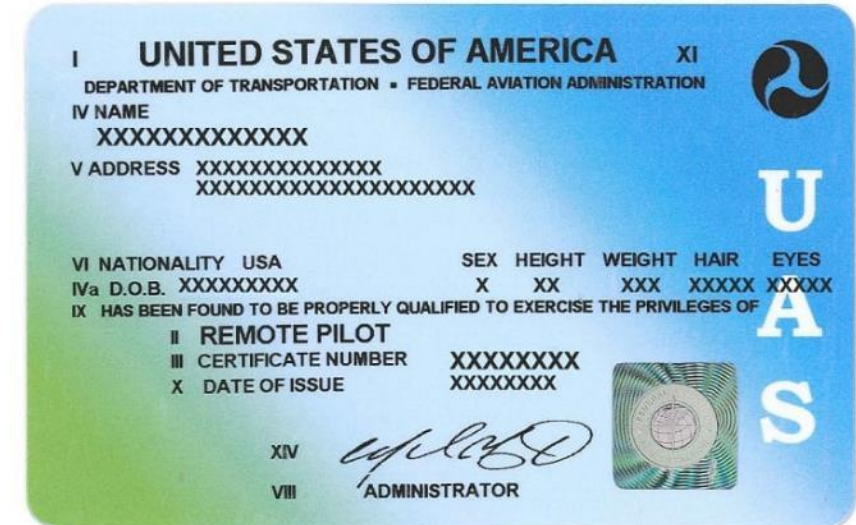 I UNITED STATES OF AMERICA XI
DEPARTMENT OF TRANSPORTATION ▪ FEDERAL AVIATION ADMINISTRATION
IV NAME
XXXXXXXXXXXXX
V ADDRESS XXXXXXXXXXXXXX
XXXXXXXXXXXXXXXXXXXXX
VI NATIONALITY USA SEX HEIGHT WEIGHT HAIR EYES
IVa D.O.B. XXXXXXXXX X XX XXX XXXXX XXXXX
IX HAS BEEN FOUND TO BE PROPERLY QUALIFIED TO EXERCISE THE PRIVILEGES OF
II REMOTE PILOT
III CERTIFICATE NUMBER XXXXXXXX
X DATE OF ISSUE XXXXXXXX
XIV
VIII ADMINISTRATOR
UAS